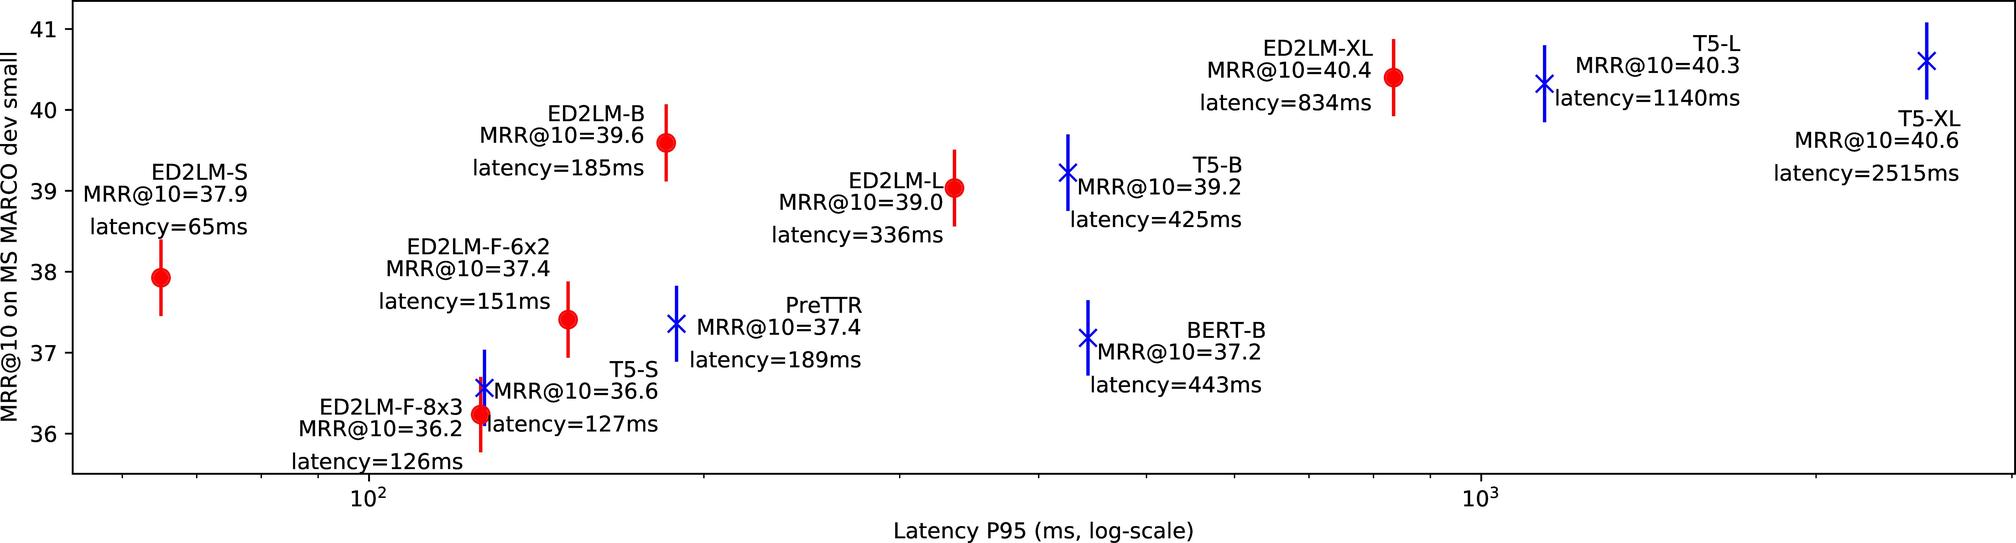 MRR@10 on MS MARCO dev small
41
40
39
38
37
36
ED2LM-S
MRR@10=37.9
latency=65ms
ED2LM-B
MRR@10=39.6
latency=185ms
ED2LM-F-6x2
MRR@10=37.4
latency=151ms
ED2LM-F-8x3
MRR@10=36.2
latency=126ms
T5-S
MRR@10=36.6
latency=127ms
PreTTR
MRR@10=37.4
latency=189ms
ED2LM-L
MRR@10=39.0
latency=336ms
T5-B
MRR@10=39.2
latency=425ms
BERT-B
MRR@10=37.2
latency=443ms
ED2LM-XL
MRR@10=40.4
latency=834ms
T5-L
MRR@10=40.3
latency=1140ms
T5-XL
MRR@10=40.6
latency=2515ms
10²
10³
Latency P95 (ms, log-scale)